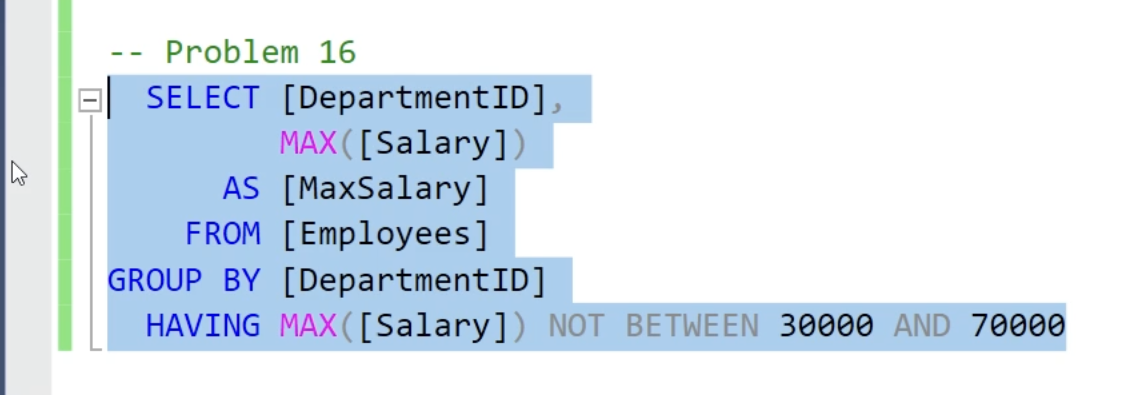 -- Problem 16
SELECT [DepartmentID],
MAX([Salary])
AS [MaxSalary]
FROM [Employees]
GROUP BY [DepartmentID]
HAVING MAX([Salary]) NOT BETWEEN 30000 AND 70000